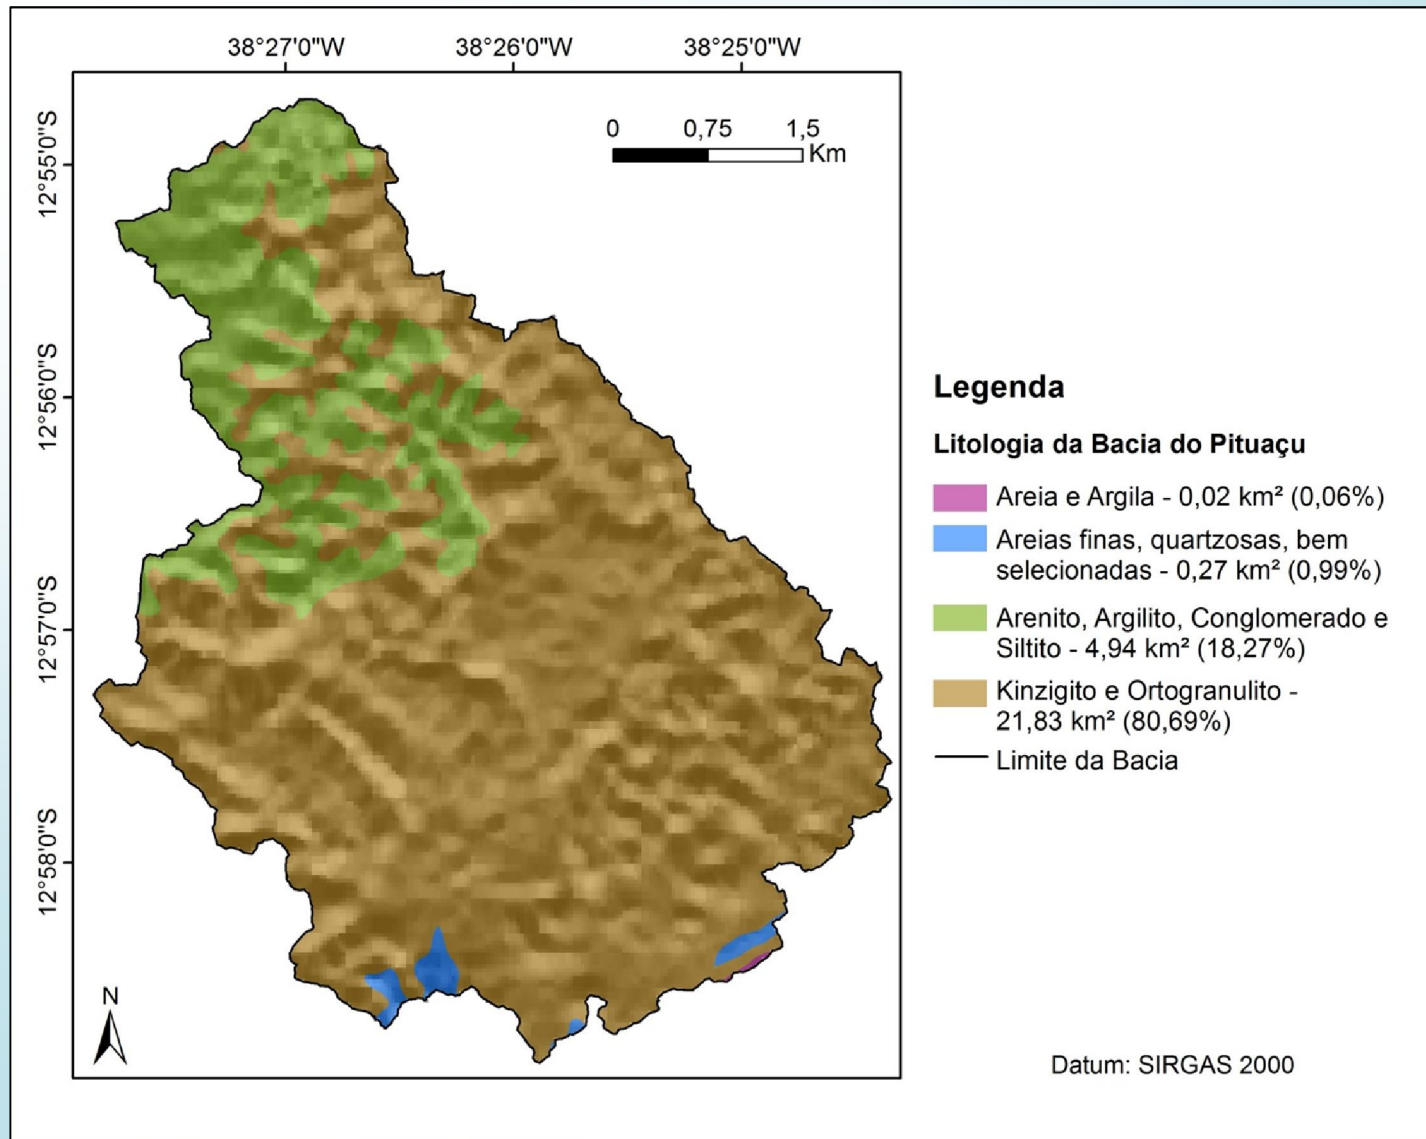 38°27'0"W 38°26'0"W 38°25'0"W
0 0,75 1,5
Km
12°55'0"S
12°56'0"S
12°57'0"S
12°58'0"S
N
Legenda
Litologia da Bacia do Pituaçu
Areia e Argila - 0,02 km² (0,06%)
Areias finas, quartzosas, bem
selecionadas - 0,27 km² (0,99%)
Arenito, Argilito, Conglomerado e
Siltito - 4,94 km² (18,27%)
Kinzigito e Ortogranulito -
21,83 km² (80,69%)
Limite da Bacia
Datum: SIRGAS 2000